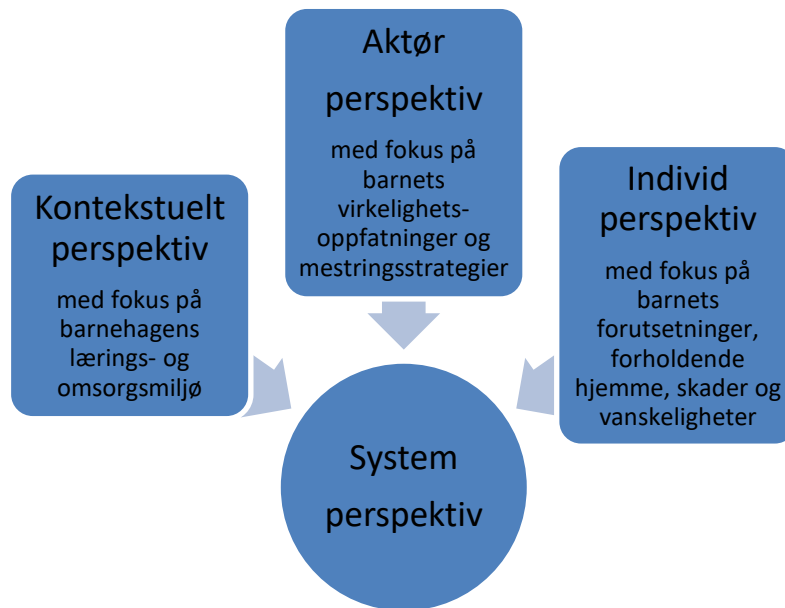 Kontekstuelt
perspektiv
med fokus på
barnehagens
lærings- og
omsorgsmiljø
Aktør
perspektiv
med fokus på
barnets
virkelighets-
oppfatninger og
mestringsstrategier
Individ
perspektiv
med fokus på
barnets
forutsetninger,
forholdende
hjemme, skader og
vanskeligheter
System
perspektiv